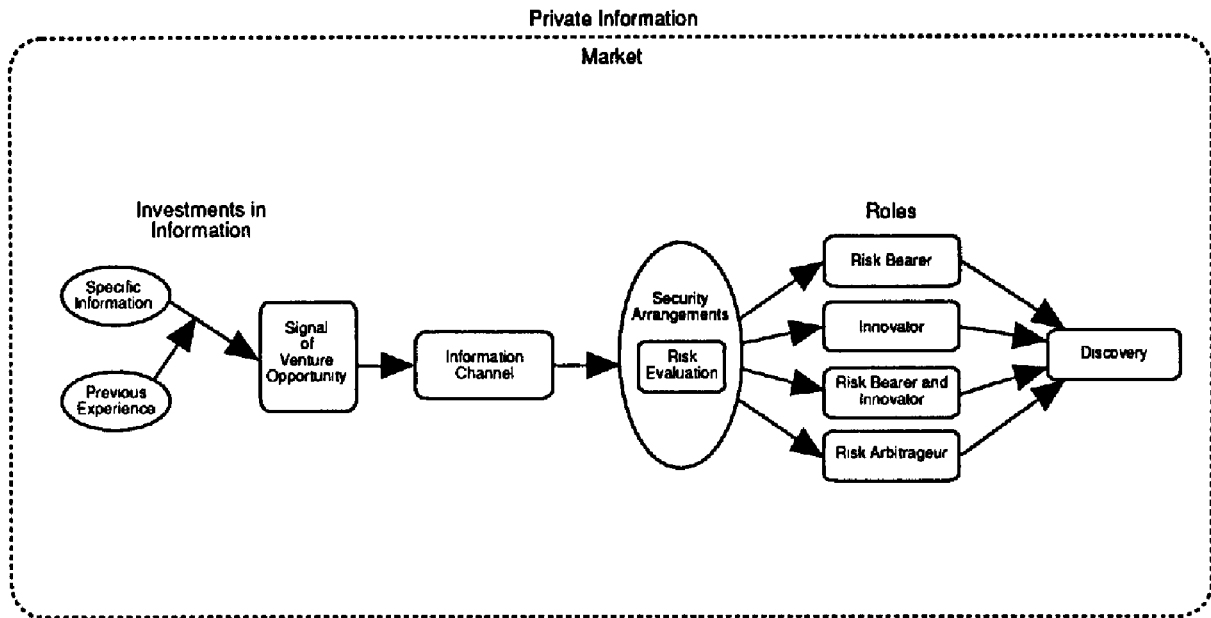 Private Information
Market
Investments in
Information
Specific
Information
Previous
Experience
Signal
of
Venture
Opportunity
Information
Channel
Security
Arrangements
Risk
Evaluation
Roles
Risk Bearer
Innovator
Risk Bearer and
Innovator
Risk Arbitrageur
Discovery